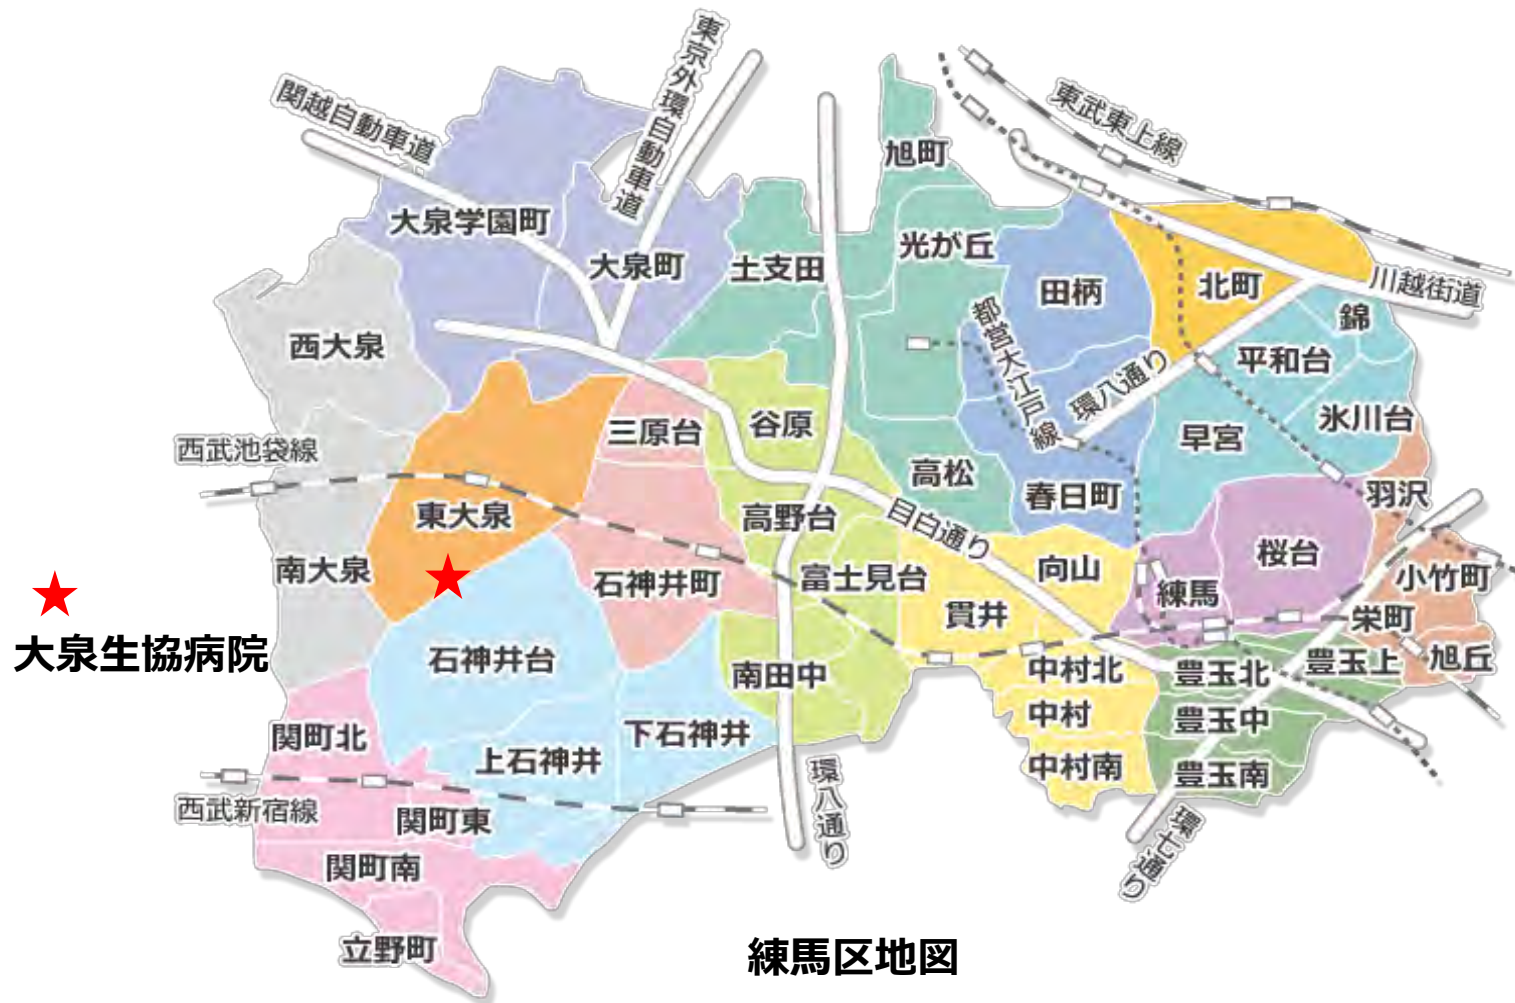 東京外環自動車道
関越自動車道
東武東上線
旭町
大泉学園町
光が丘
大泉町
土支田
田柄
北町
川越街道
都営大江戸線
錦
西大泉
平和台
環八通り
三原台
谷原
氷川台
早宮
西武池袋線
高松
春日町
羽沢
東大泉
高野台
目白通り
桜台
南大泉
石神井町
富士見台
向山
練馬
小竹町
貫井
栄町
大泉生協病院
石神井台
南田中
中村北
豊玉北
豊玉上
旭丘
中村
豊玉中
関町北
下石神井
上石神井
中村南
豊玉南
西武新宿線
関町東
環八通り
環七通り
関町南
立野町
練馬区地図